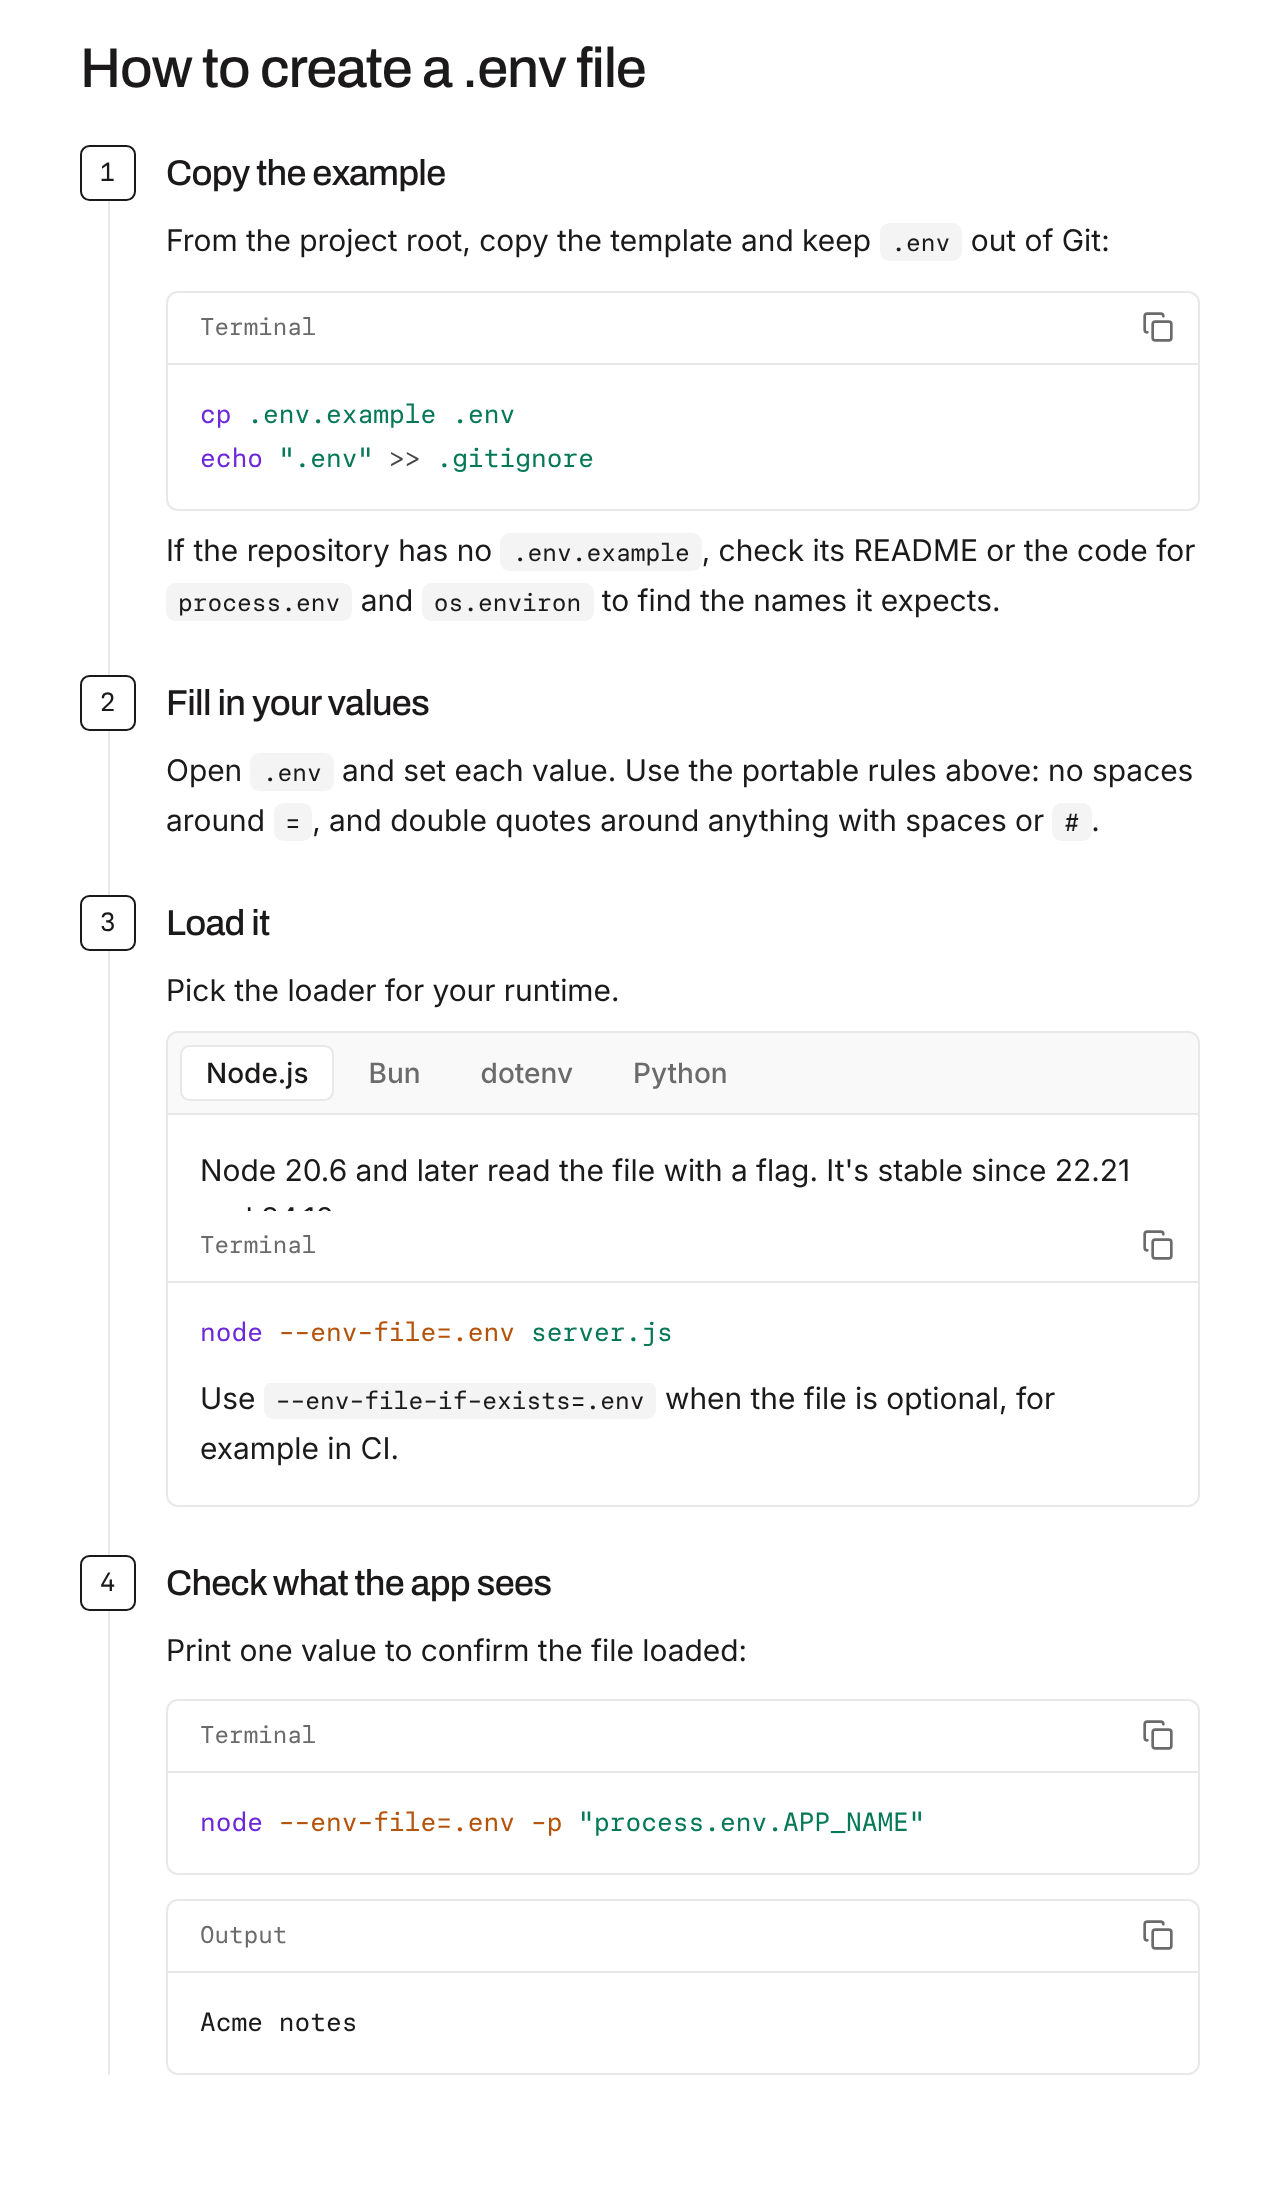 How to create a .env file
1
Copy the example
From the project root, copy the template and keep .env out of Git:
Terminal
cp .env.example .env
echo ".env" >> .gitignore
If the repository has no .env.example, check its README or the code for
process.env and os.environ to find the names it expects.
2
Fill in your values
Open .env and set each value. Use the portable rules above: no spaces
around =, and double quotes around anything with spaces or #.
3
Load it
Pick the loader for your runtime.
Node.js Bun dotenv Python
Node 20.6 and later read the file with a flag. It's stable since 22.21
Terminal
node --env-file=.env server.js
Use --env-file-if-exists=.env when the file is optional, for
example in CI.
4
Check what the app sees
Print one value to confirm the file loaded:
Terminal
node --env-file=.env -p "process.env.APP_NAME"
Output
Acme notes